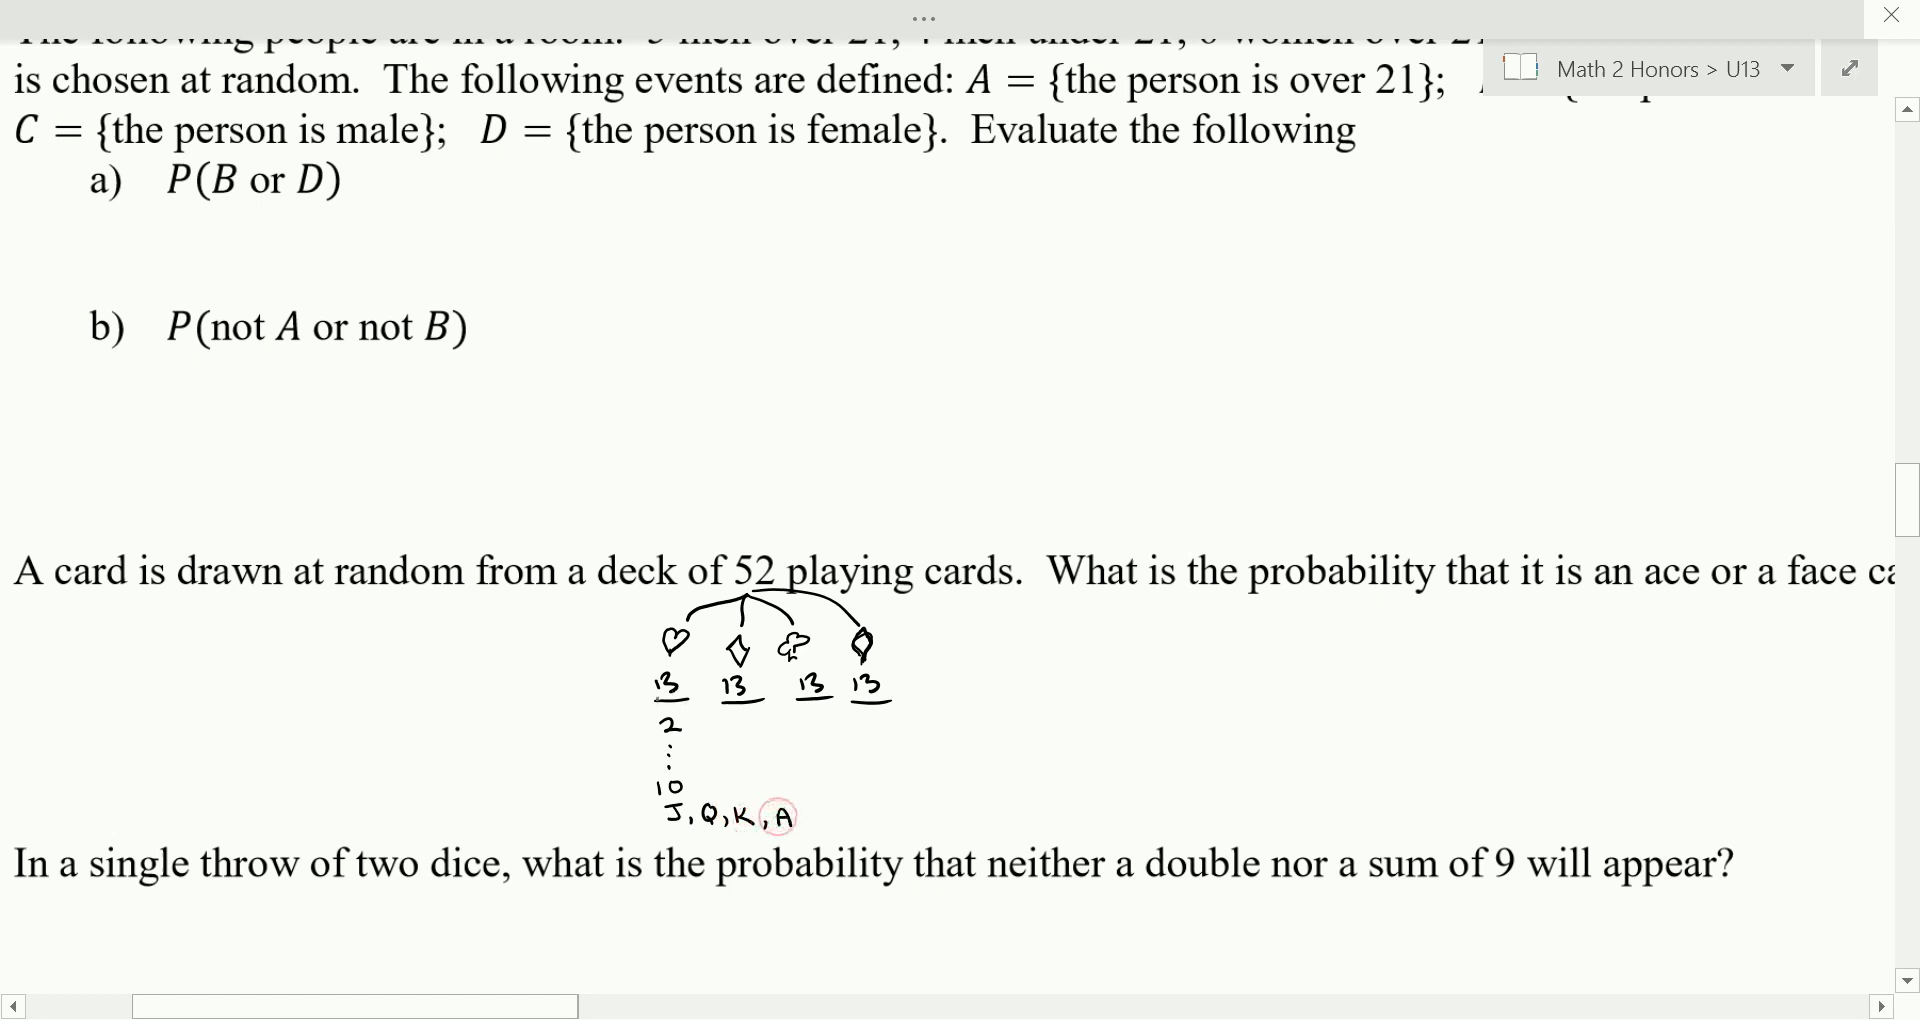 is chosen at random. The following events are defined: A = {the person is over 21};
Math 2 Honors > U13
C = {the person is male}; D = {the person is female}. Evaluate the following
a) P(B or D)
b) P(not A or not B)
A card is drawn at random from a deck of 52 playing cards. What is the probability that it is an ace or a face
13 13 13 13
2
⋮
10
J, Q, K, A
In a single throw of two dice, what is the probability that neither a double nor a sum of 9 will appear?